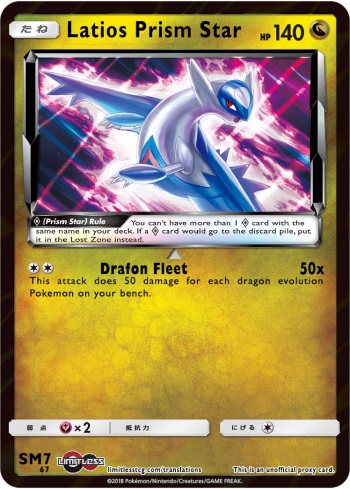 たね Latios Prism Star HP 140
(Prism Star) Rule You can't have more than 1 ◇ card with the
same name in your deck. If a ◇ card would go to the discard pile, put
it in the Lost Zone instead.
Drafon Fleet 50x
This attack does 50 damage for each dragon evolution
Pokemon on your bench.
弱点 ×2 抵抗力 にげる
SM7 LIMITLESS
67 limitlesstcg.com/translations This is an unofficial proxy card.
©2018 Pokémon/Nintendo/Creatures/GAME FREAK.